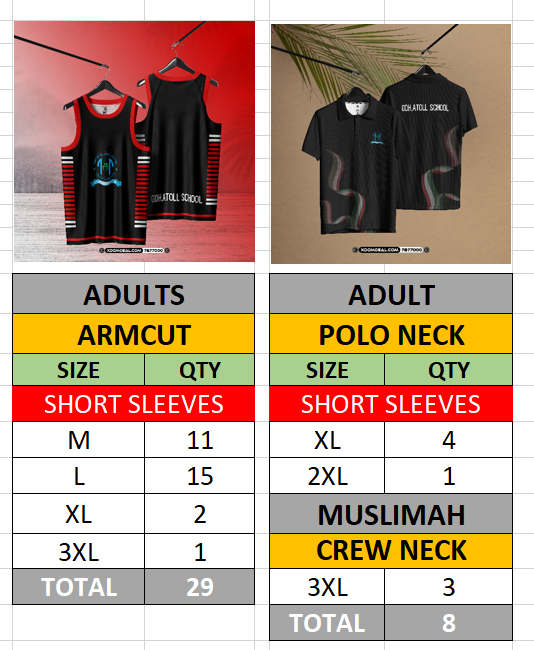 GDH.ATOLL SCHOOL
XOOMDEAL.COM 7877000
ADULTS
ARMCUT
SIZE QTY
SHORT SLEEVES
M 11
L 15
XL 2
3XL 1
TOTAL 29
GDH.ATOLL SCHOOL
XOOMDEAL.COM 7877000
ADULT
POLO NECK
SIZE QTY
SHORT SLEEVES
XL 4
2XL 1
MUSLIMAH
CREW NECK
3XL 3
TOTAL 8